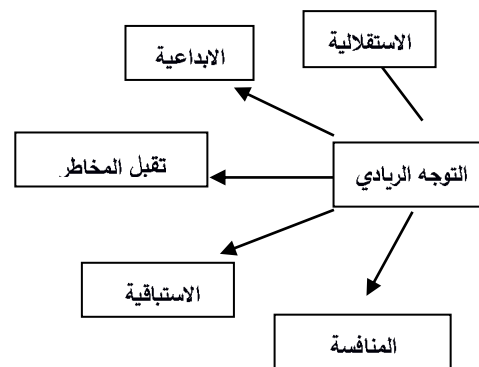 الاستقلالية
الابداعية
تقبل المخاطر
التوجه الريادي
الاستباقية
المنافسة